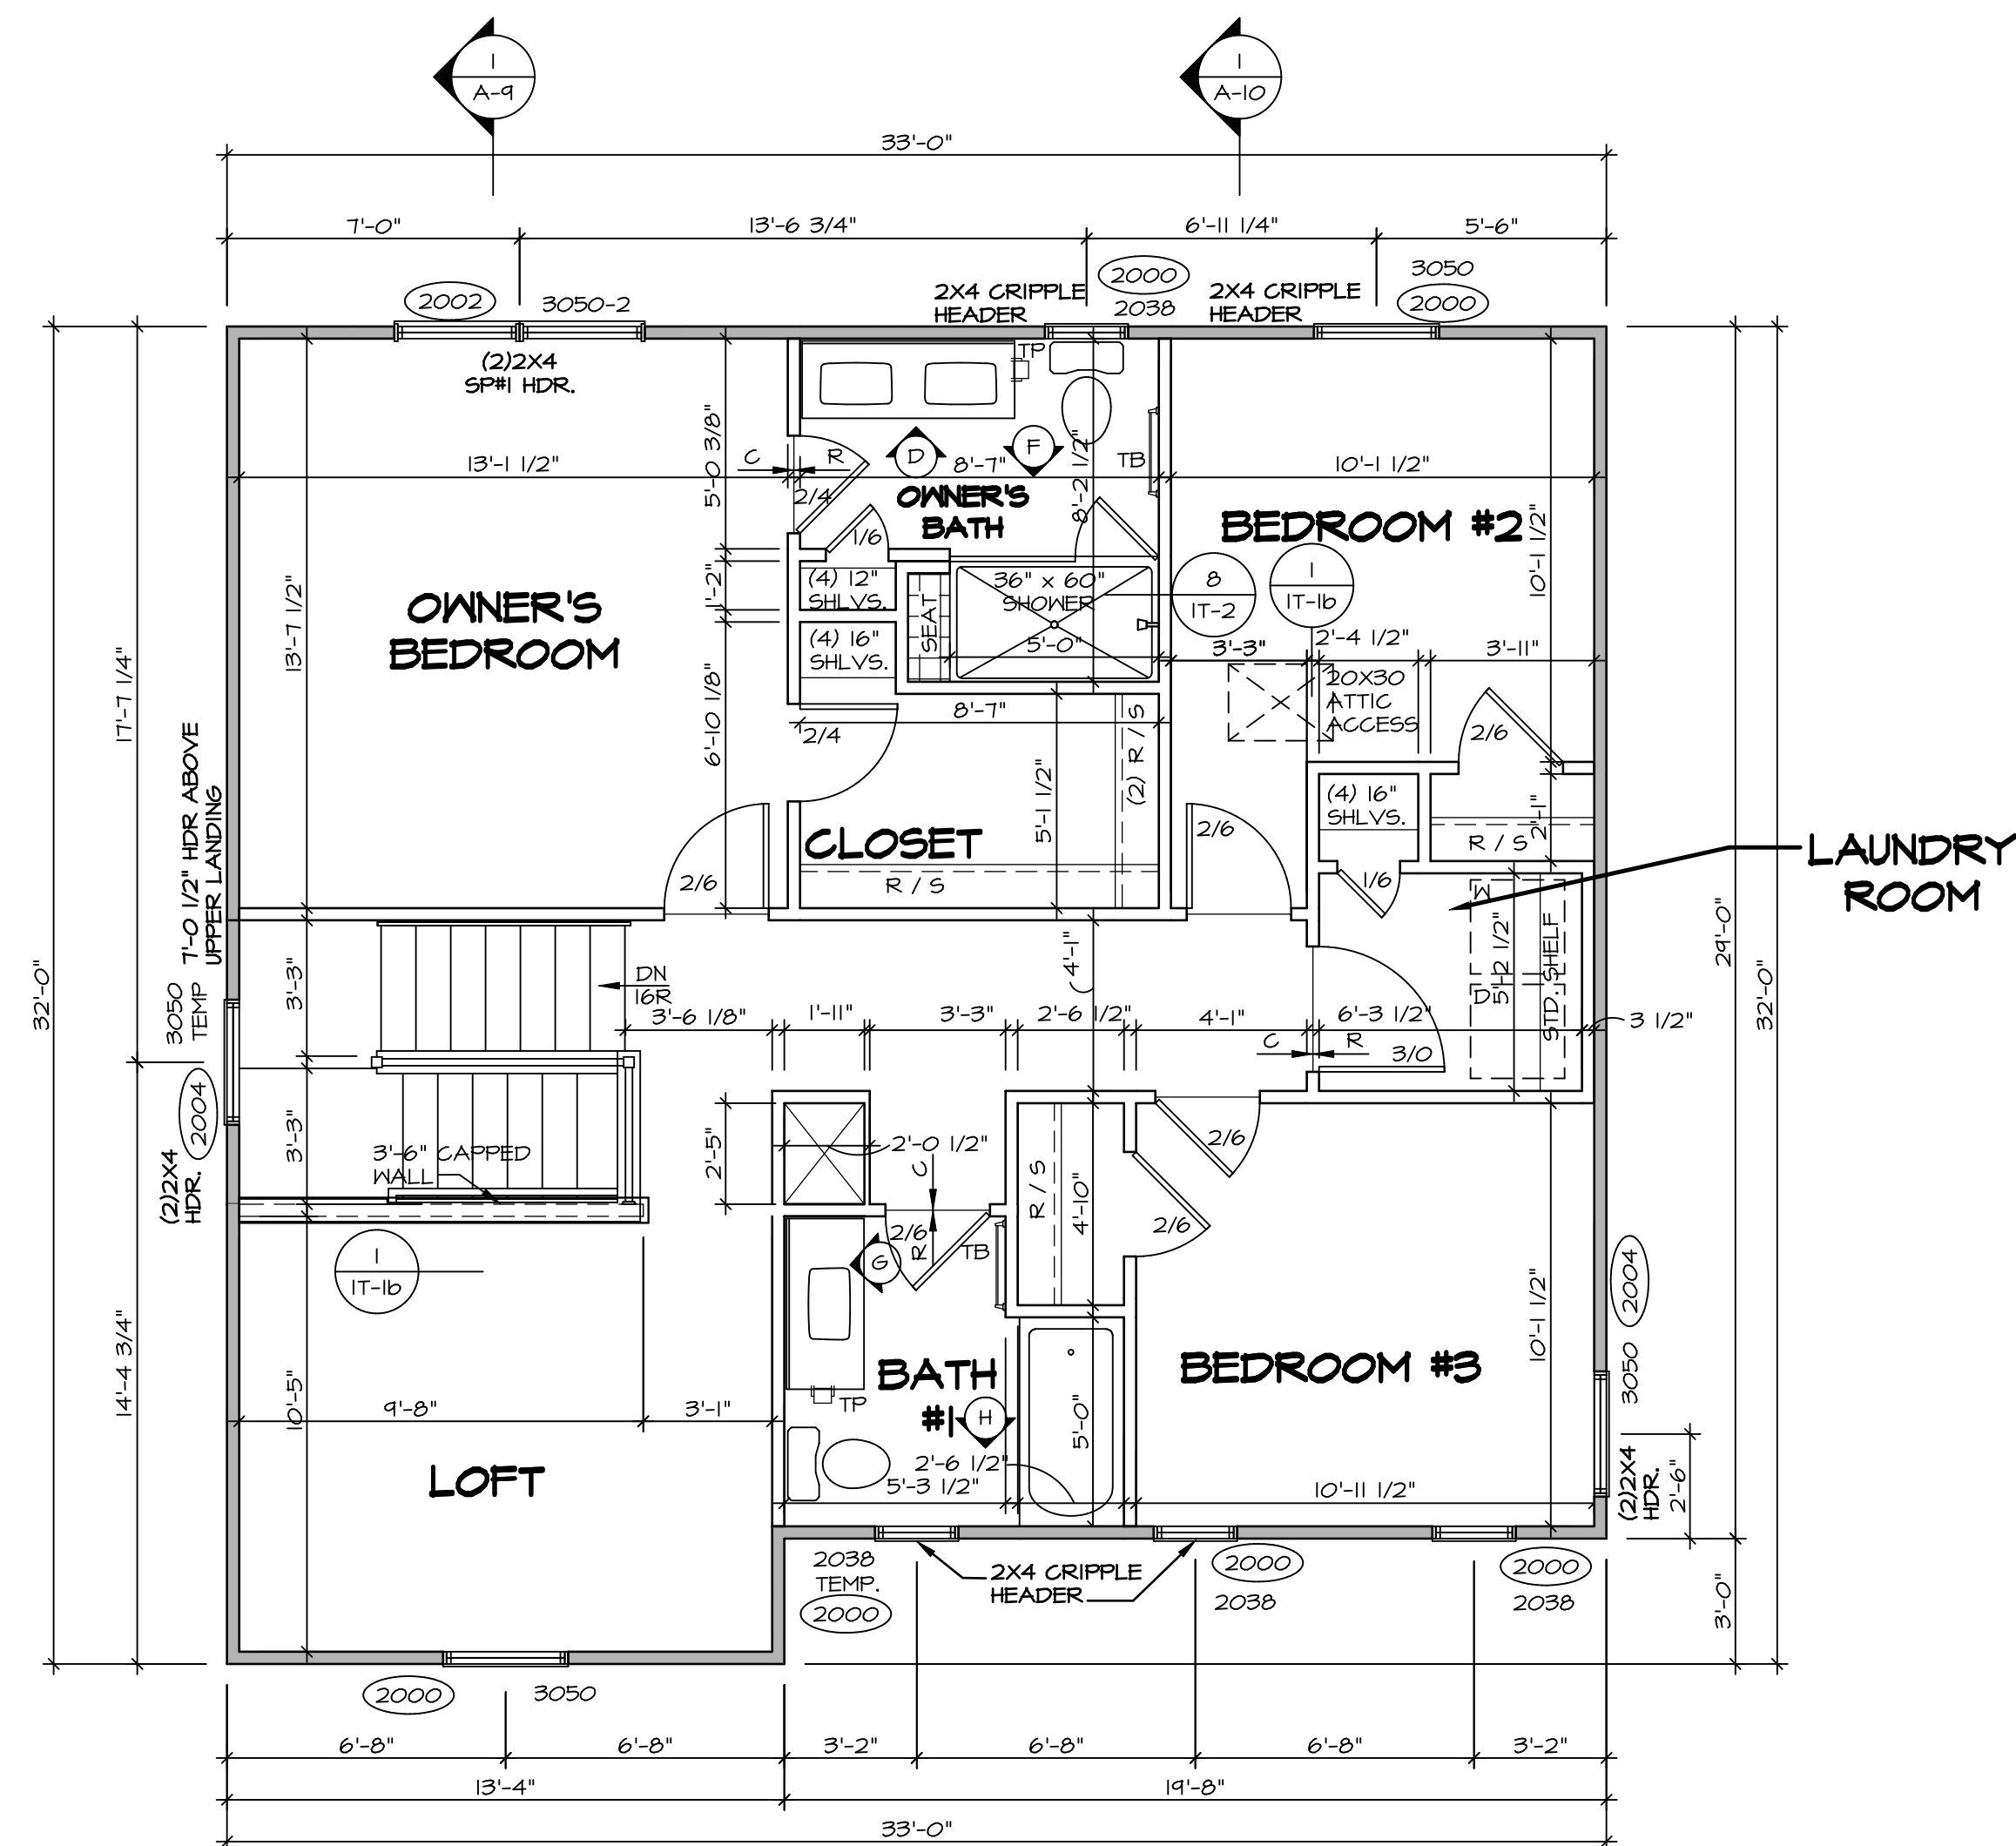 1
A-9
1
A-10
33'-0"
7'-0"
13'-6 3/4"
6'-11 1/4"
5'-6"
2002
3050-2
2X4 CRIPPLE
HEADER
2000
2038
2X4 CRIPPLE
HEADER
3050
2000
(2)2X4
SP#1 HDR.
TP
13'-1 1/2"
5'-0 3/8"
C
R
2/4
D
F
8'-7"
8'-2 1/2"
TB
10'-1 1/2"
OWNER'S
BATH
BEDROOM #2
10'-1 1/2"
1/6
13'-7 1/2"
OWNER'S
BEDROOM
1'-2"
(4) 12"
SHLVS.
SEAT
36" x 60"
SHOWER
5'-0"
8
1T-2
1
1T-1b
(4) 16"
SHLVS.
3'-3"
2'-4 1/2"
3'-11"
20X30
ATTIC
ACCESS
6'-10 1/8"
2/4
8'-7"
(2) R / S
2/6
5'-1 1/2"
CLOSET
R / S
2/6
2/6
(4) 16"
SHLVS.
2'-1"
R / S
1/6
LAUNDRY
ROOM
W
D
5'-2 1/2"
STD. SHELF
17'-7 1/4"
7'-0 1/2" HDR ABOVE
UPPER LANDING
32'-0"
29'-0"
32'-0"
3050
TEMP
2004
(2)2X4
HDR.
3'-3"
DN
16R
4'-1"
3'-6 1/8"
1'-11"
3'-3"
2'-6 1/2"
4'-1"
6'-3 1/2"
3 1/2"
C
R
3/0
3'-3"
3'-6" CAPPED
WALL
2'-5"
2'-0 1/2"
C
R
2/6
TB
G
R / S
4'-10"
2/6
2/6
1
1T-1b
14'-4 3/4"
10'-5"
10'-1 1/2"
2004
3050
BATH
#1
H
TP
BEDROOM #3
9'-8"
3'-1"
5'-0"
2'-6 1/2"
5'-3 1/2"
10'-11 1/2"
LOFT
(2)2X4
HDR.
2'-6"
2038
TEMP.
2000
2X4 CRIPPLE
HEADER
2000
2038
2000
2038
3'-0"
2000
3050
6'-8"
6'-8"
3'-2"
6'-8"
6'-8"
3'-2"
13'-4"
19'-8"
33'-0"